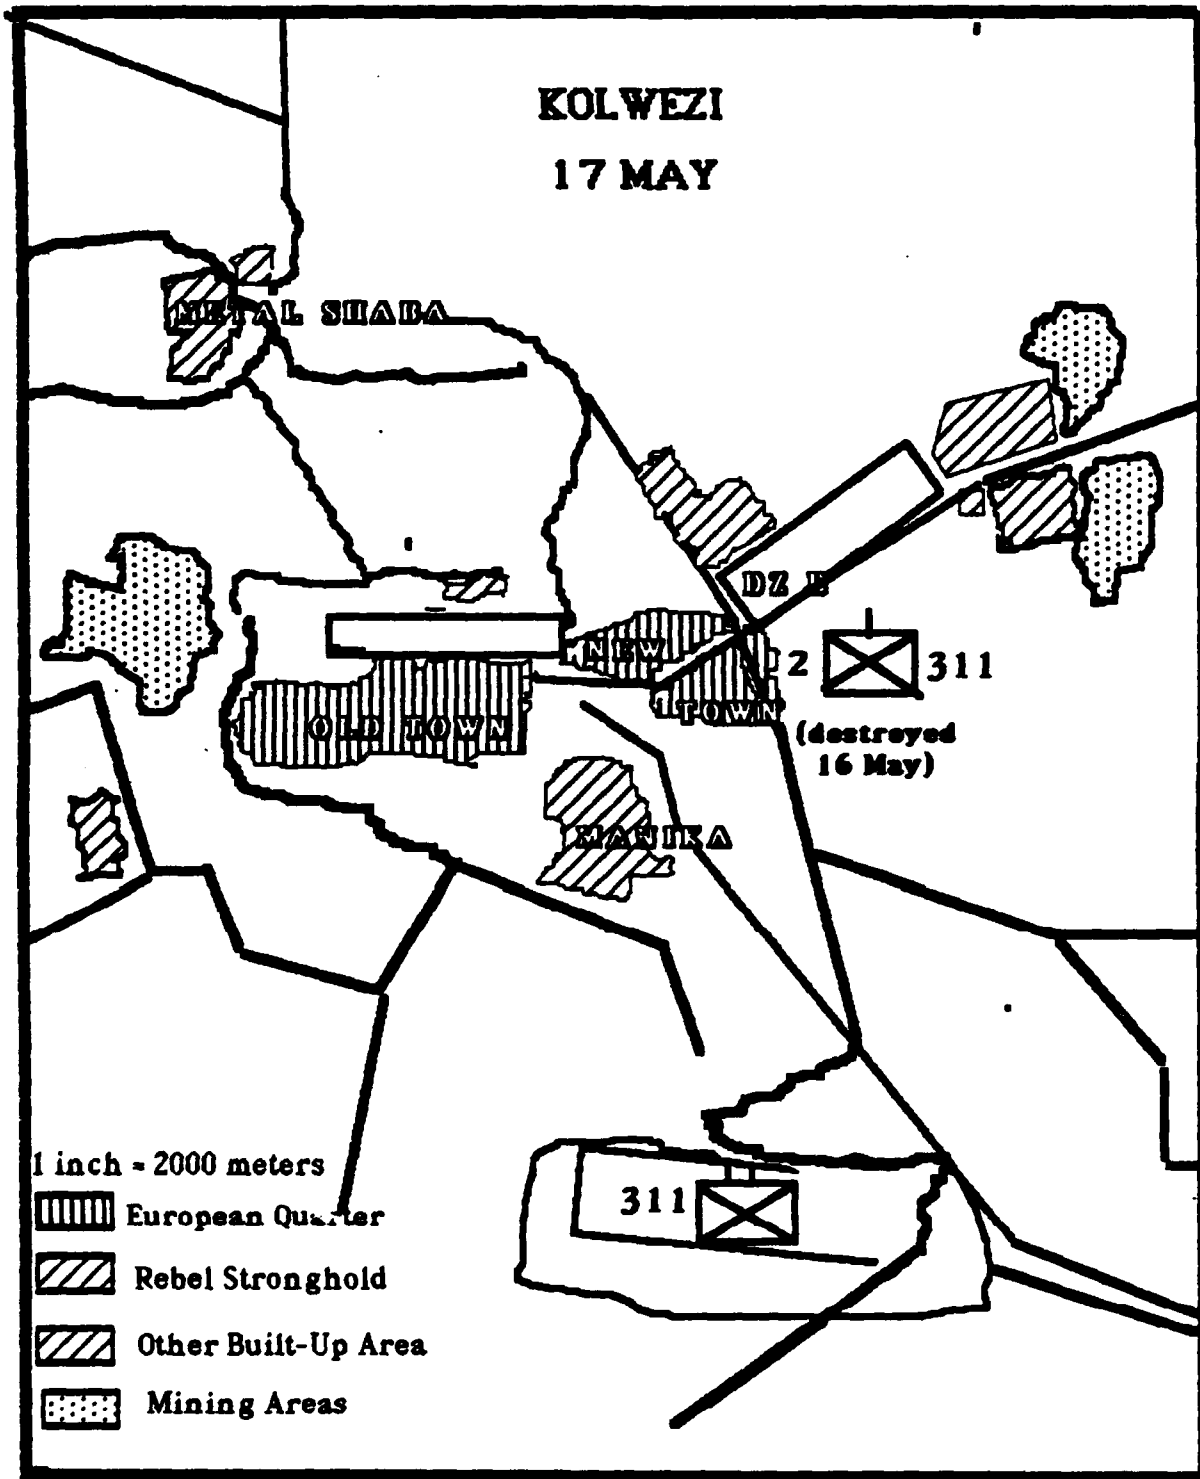 KOLWEZI
17 MAY
METAL SHABA
DZ B
NEW
TOWN
2
311
(destroyed
16 May)
OLD TOWN
MANIKA
311
1 inch = 2000 meters
European Quarter
Rebel Stronghold
Other Built-Up Area
Mining Areas